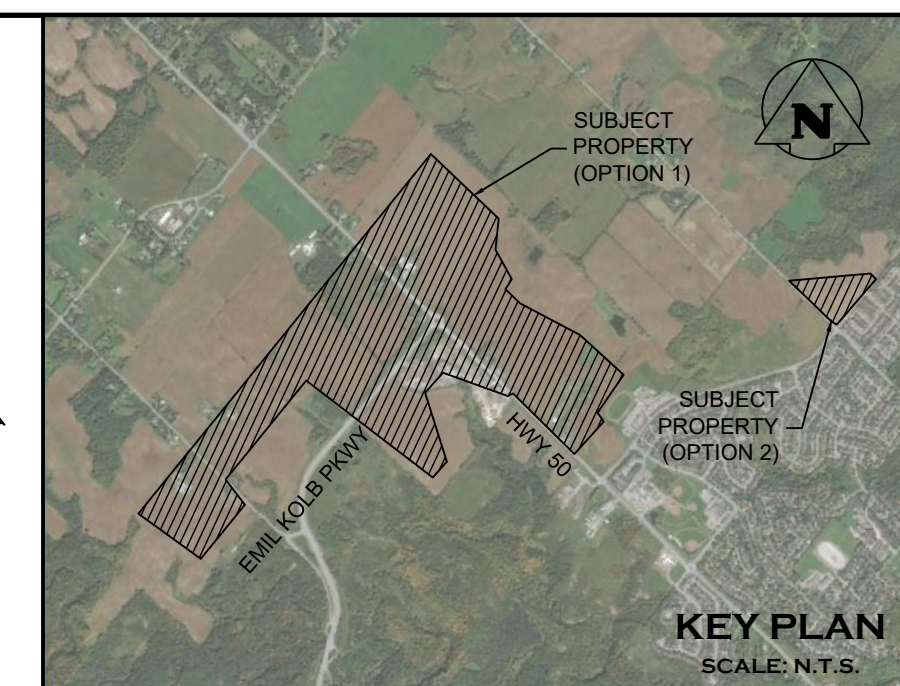 SUBJECT
PROPERTY
(OPTION 1)
N
SUBJECT
PROPERTY
(OPTION 2)
HWY 50
EMIL KOLB PKWY
KEY PLAN
SCALE: N.T.S.